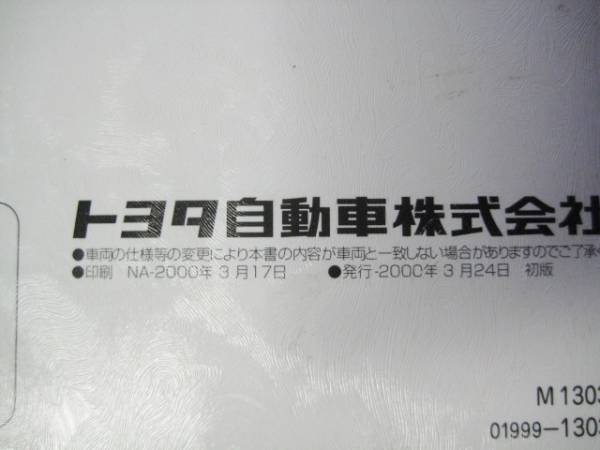 トヨタ自動車株式会社
●車両の仕様等の変更により本書の内容が車両と一致しない場合がありますのでご了承く
●印刷 NA-2000年3月17日 ●発行-2000年3月24日 初版
M1303
01999-1303